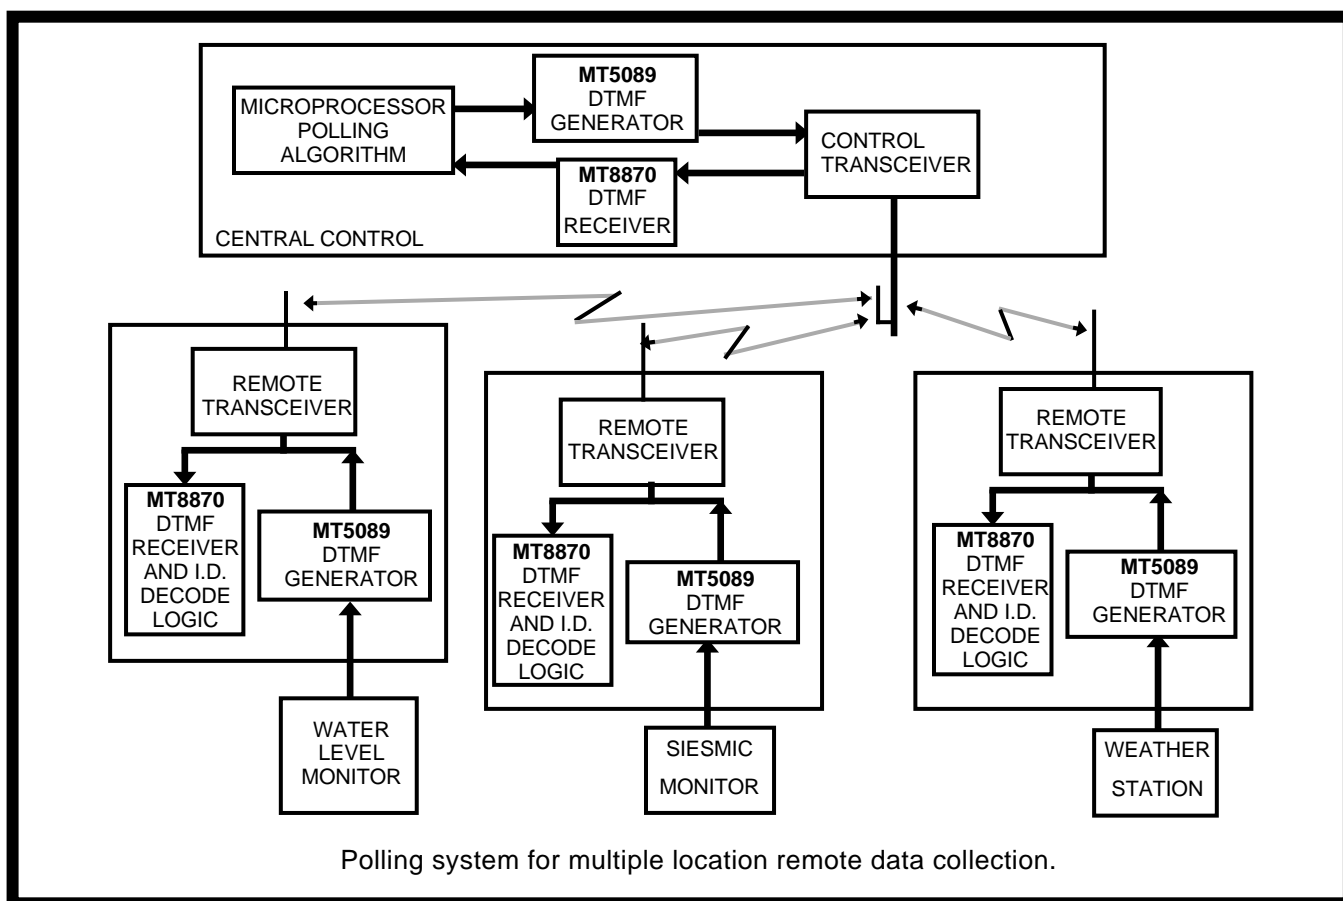 MICROPROCESSOR
POLLING
ALGORITHM
MT5089
DTMF
GENERATOR
MT8870
DTMF
RECEIVER
CONTROL
TRANSCEIVER
CENTRAL CONTROL
REMOTE
TRANSCEIVER
MT8870
DTMF
RECEIVER
AND I.D.
DECODE
LOGIC
MT5089
DTMF
GENERATOR
WATER
LEVEL
MONITOR
REMOTE
TRANSCEIVER
MT8870
DTMF
RECEIVER
AND I.D.
DECODE
LOGIC
MT5089
DTMF
GENERATOR
SIESMIC
MONITOR
REMOTE
TRANSCEIVER
MT8870
DTMF
RECEIVER
AND I.D.
DECODE
LOGIC
MT5089
DTMF
GENERATOR
WEATHER
STATION
Polling system for multiple location remote data collection.